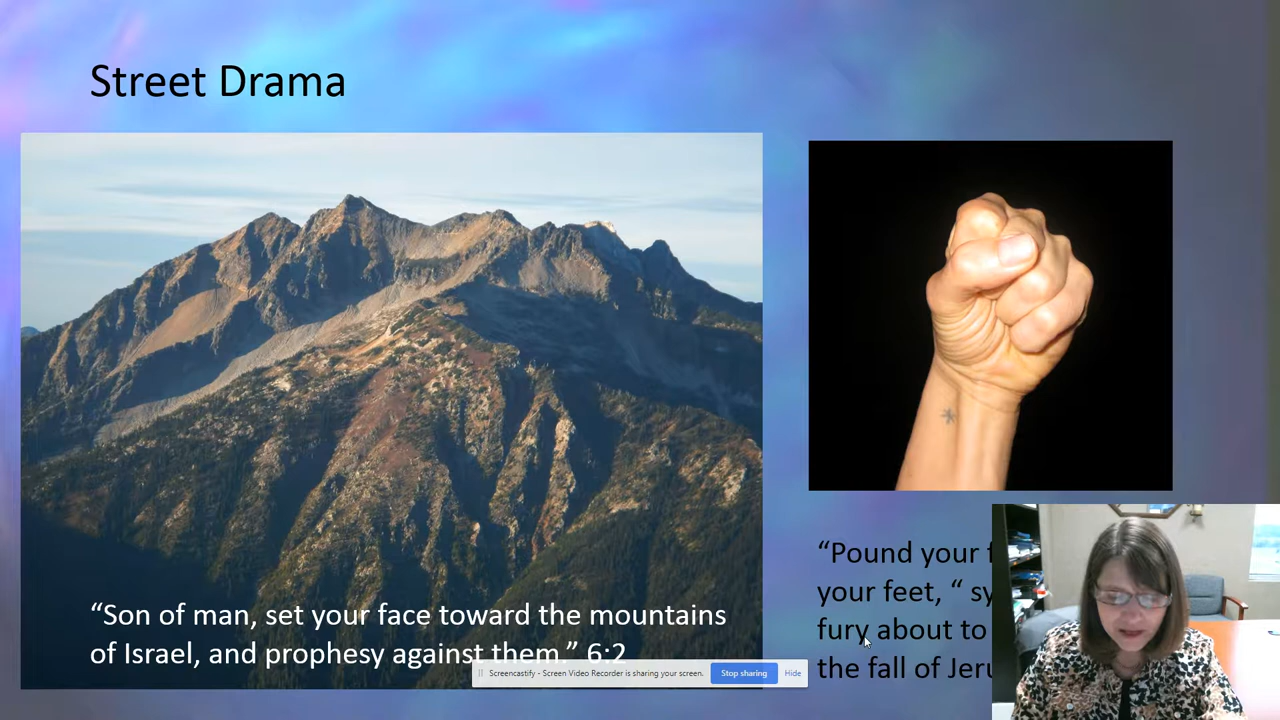 Street Drama
“Son of man, set your face toward the mountains
of Israel, and prophesy against them.” 6:2
“Pound your
your feet, “ sy
fury about to
the fall of Jeru
Screencastify - Screen Video Recorder is sharing your screen.
Stop sharing
Hide